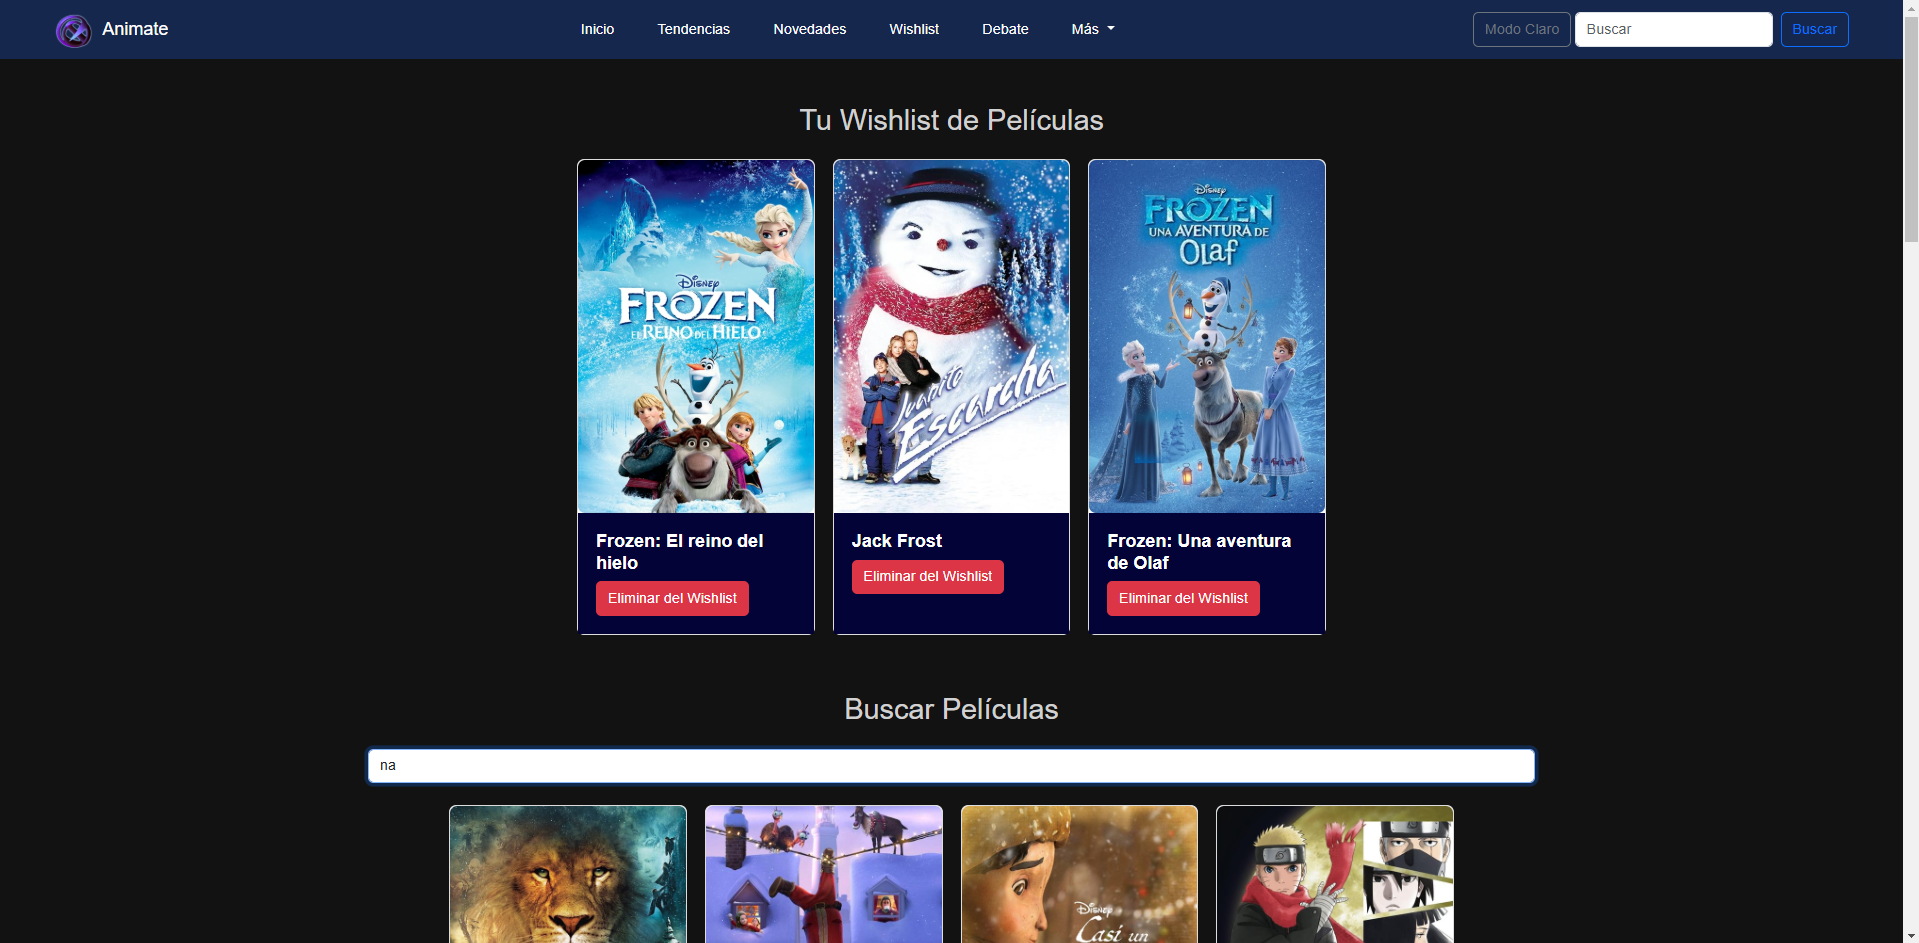 Animate
Inicio
Tendencias
Novedades
Wishlist
Debate
Más
Modo Claro
Buscar
Buscar
Tu Wishlist de Películas
Disney
FROZEN
EL REINO DEL HIELO
Juanito
Escarcha
Disney
FROZEN
UNA AVENTURA DE
Olaf
Frozen: El reino del
hielo
Eliminar del Wishlist
Jack Frost
Eliminar del Wishlist
Frozen: Una aventura
de Olaf
Eliminar del Wishlist
Buscar Películas
na
Disney
Casi un